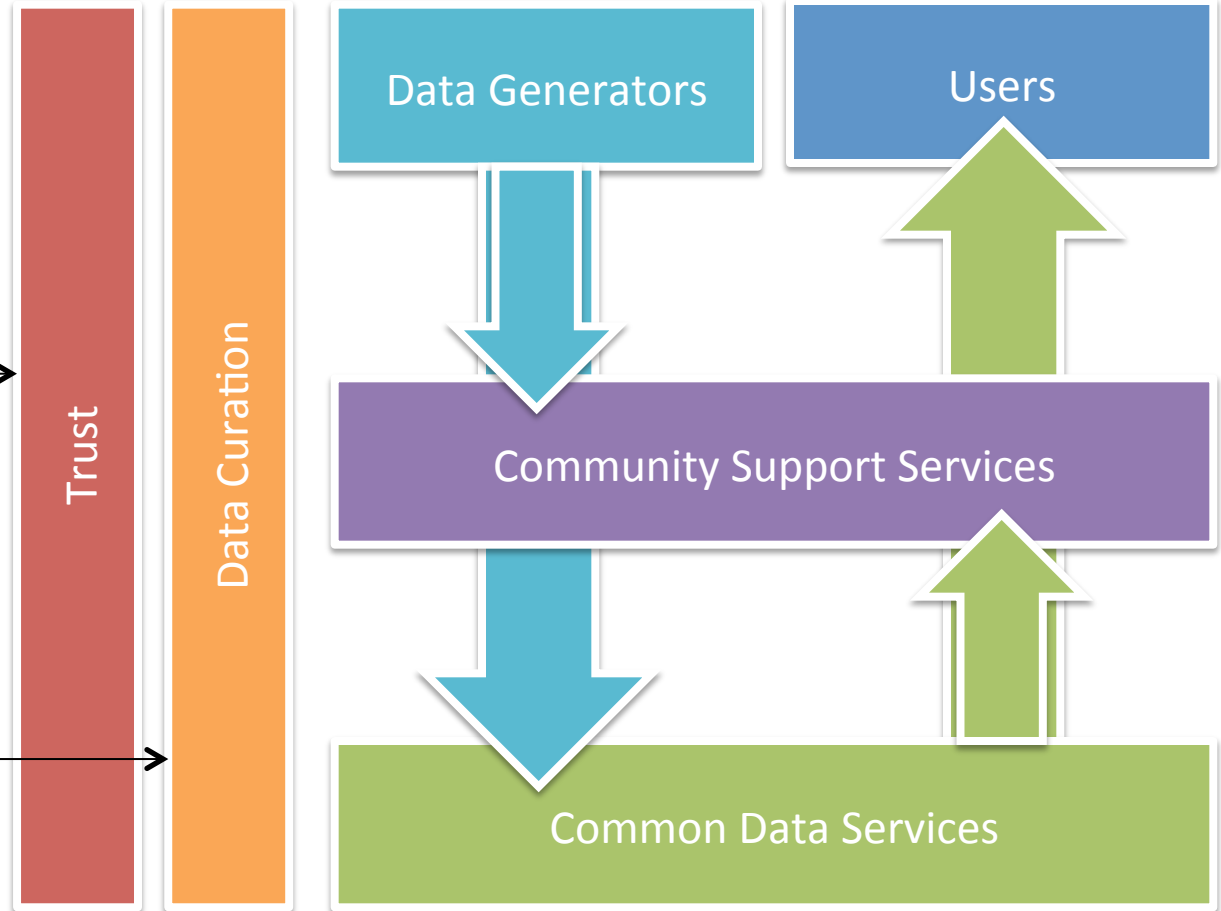 Trust
Data Curation
Data Generators
Users
Community Support Services
Common Data Services